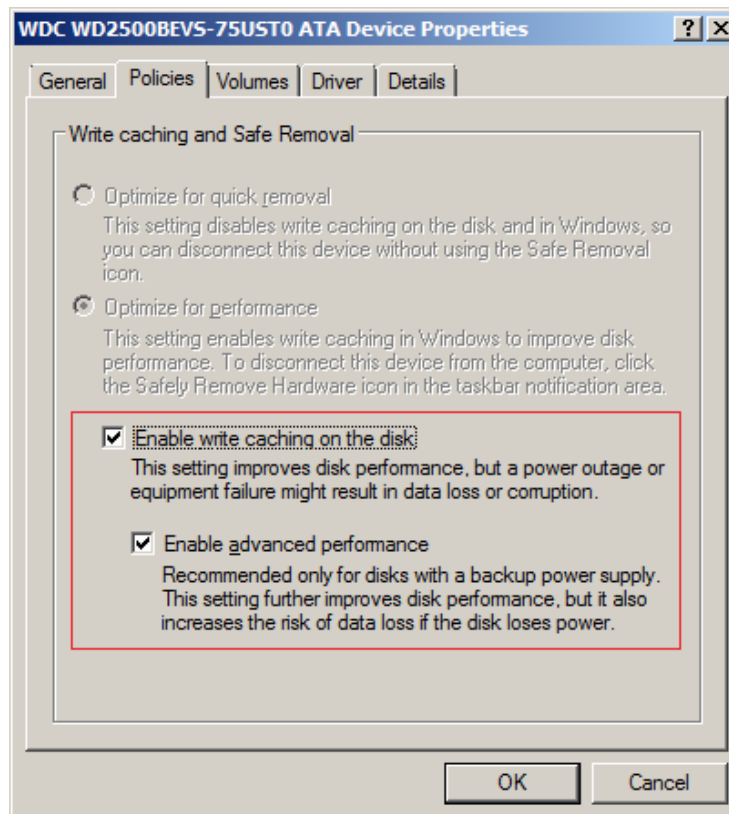 WDC WD2500BEVS-75UST0 ATA Device Properties
General Policies Volumes Driver Details
Write caching and Safe Removal
Optimize for quick removal
This setting disables write caching on the disk and in Windows, so
you can disconnect this device without using the Safe Removal
icon.
Optimize for performance
This setting enables write caching in Windows to improve disk
performance. To disconnect this device from the computer, click
the Safely Remove Hardware icon in the taskbar notification area.
Enable write caching on the disk
This setting improves disk performance, but a power outage or
equipment failure might result in data loss or corruption.
Enable advanced performance
Recommended only for disks with a backup power supply.
This setting further improves disk performance, but it also
increases the risk of data loss if the disk loses power.
OK Cancel